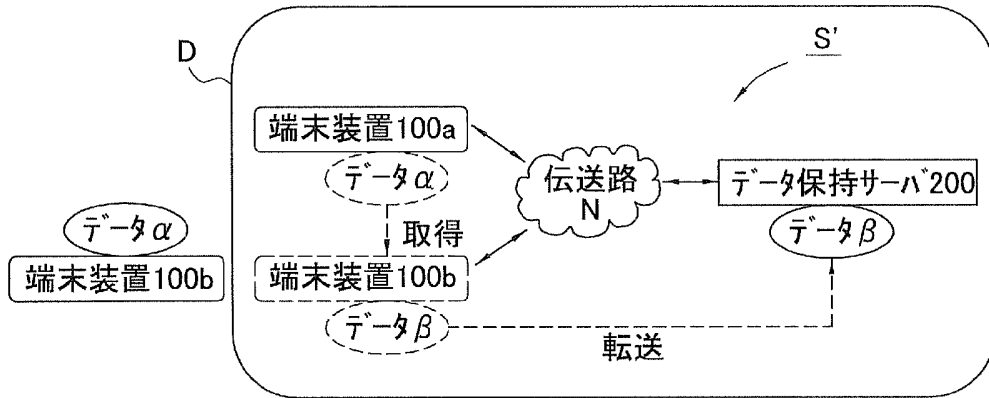 D
S'
端末装置100a
データα
取得
端末装置100b
データβ
転送
伝送路
N
データ保持サーバ200
データβ
データα
端末装置100b